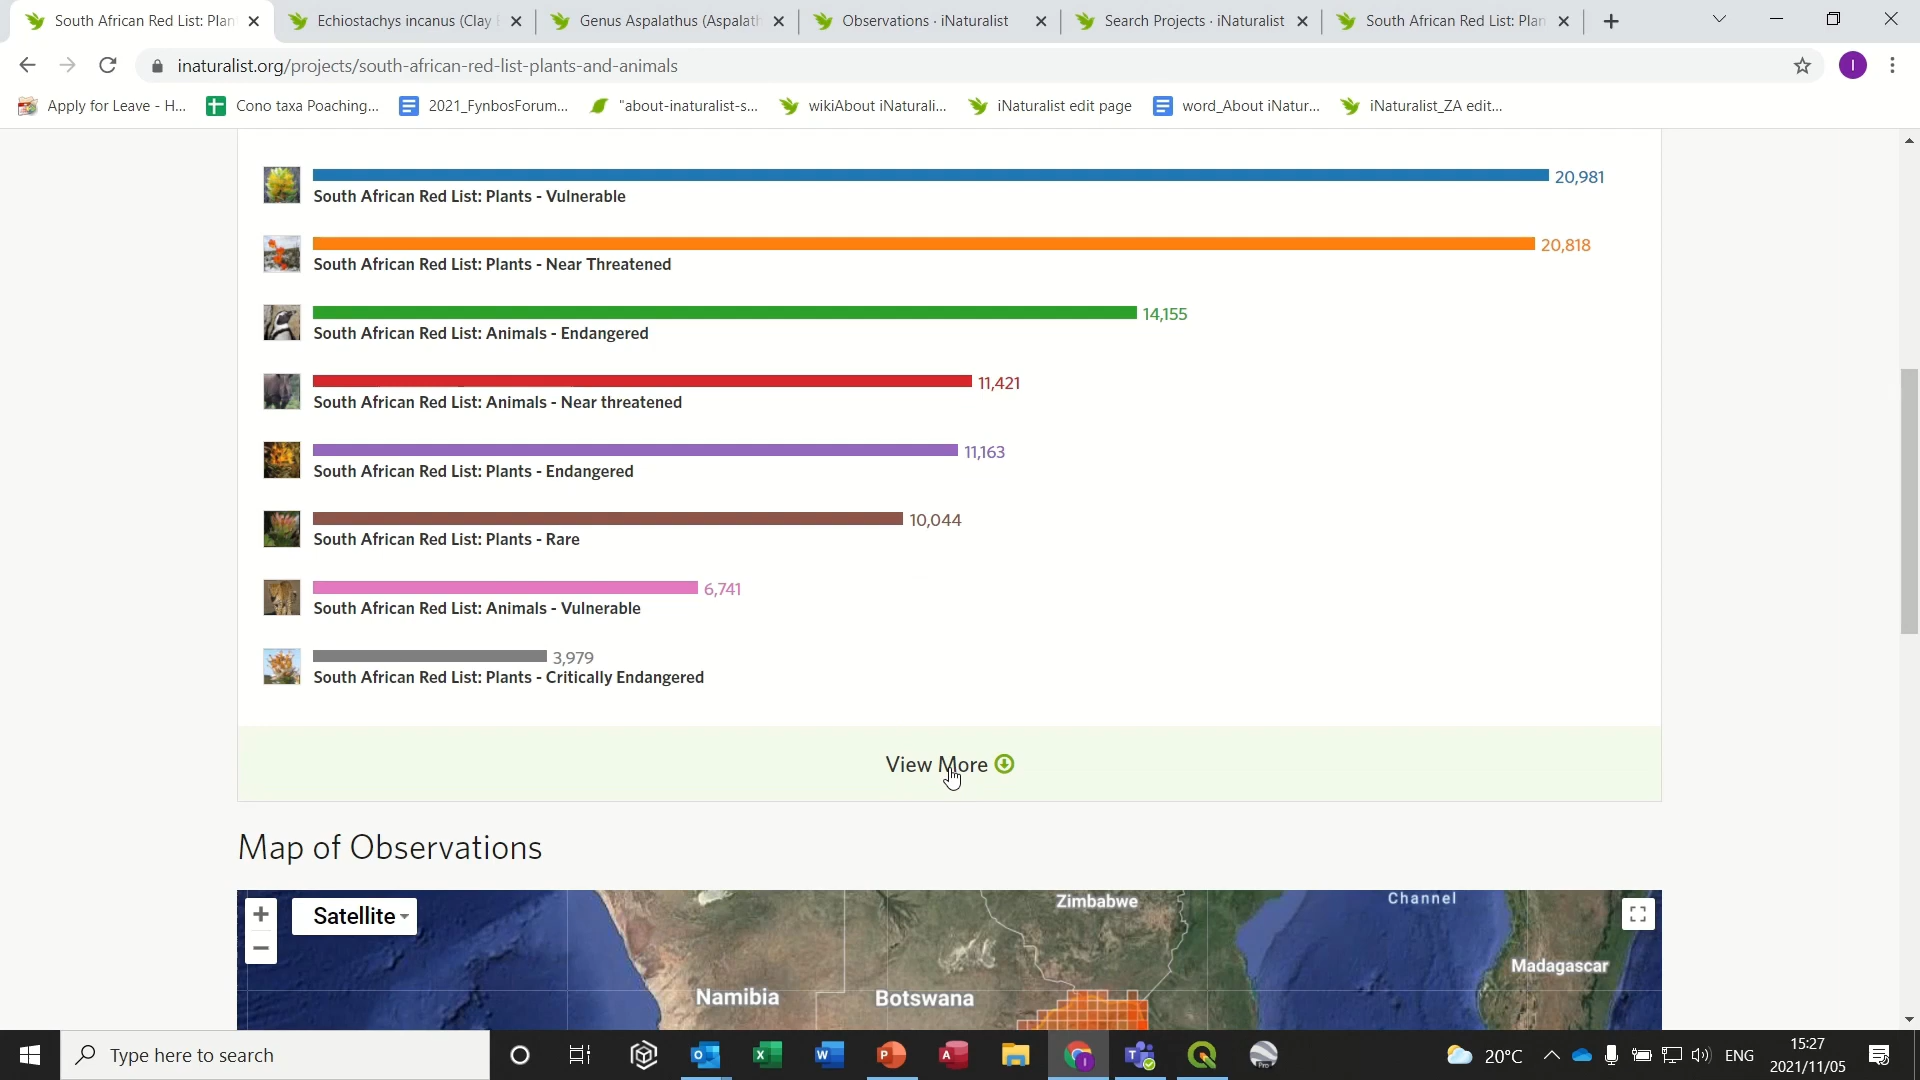 South African Red List: Plan
Echiostachys incanus (Clay
Genus Aspalathus (Aspalath
Observations · iNaturalist
Search Projects · iNaturalist
South African Red List: Plan
inaturalist.org/projects/south-african-red-list-plants-and-animals
I
Apply for Leave - H...
Cono taxa Poaching...
2021_FynbosForum...
"about-inaturalist-s...
wikiAbout iNaturali...
iNaturalist edit page
word_About iNatur...
iNaturalist_ZA edit...
20,981
South African Red List: Plants - Vulnerable
20,818
South African Red List: Plants - Near Threatened
14,155
South African Red List: Animals - Endangered
11,421
South African Red List: Animals - Near threatened
11,163
South African Red List: Plants - Endangered
10,044
South African Red List: Plants - Rare
6,741
South African Red List: Animals - Vulnerable
3,979
South African Red List: Plants - Critically Endangered
View More
Map of Observations
Satellite
Zimbabwe
Channel
Madagascar
Namibia
Botswana
Type here to search
20°C
ENG
15:27
2021/11/05